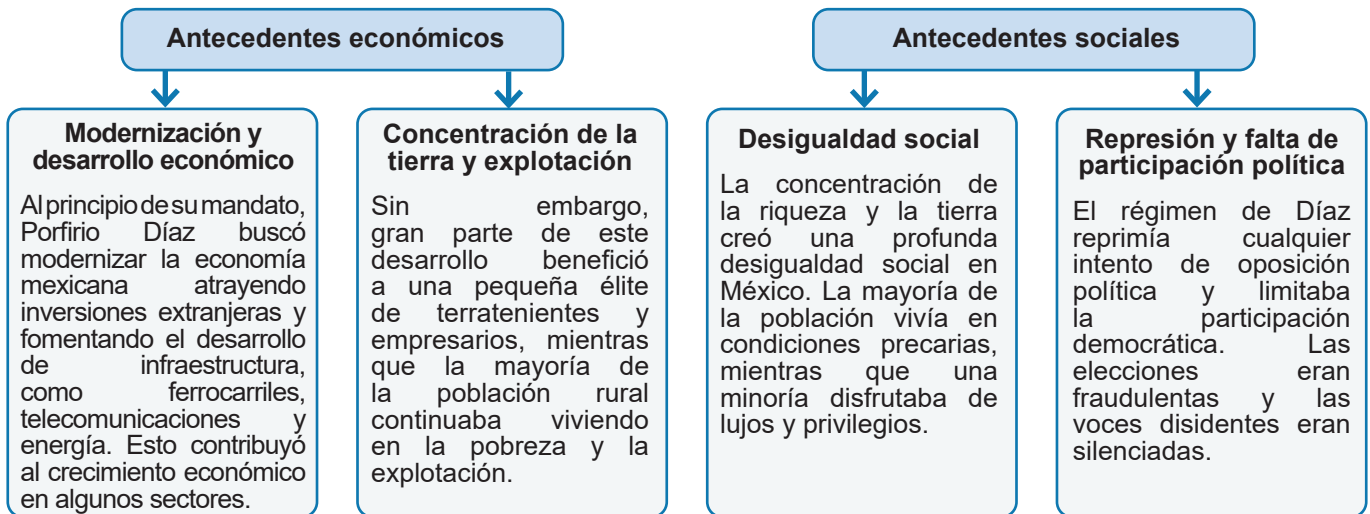 Antecedentes económicos
Modernización y
desarrollo económico
Al principio de su mandato,
Porfirio Díaz buscó
modernizar la economía
mexicana atrayendo
inversiones extranjeras y
fomentando el desarrollo
de infraestructura,
como ferrocarriles,
telecomunicaciones y
energía. Esto contribuyó
al crecimiento económico
en algunos sectores.
Concentración de la
tierra y explotación
Sin embargo,
gran parte de este
desarrollo benefició
a una pequeña élite
de terratenientes y
empresarios, mientras
que la mayoría de
la población rural
continuaba viviendo
en la pobreza y la
explotación.
Antecedentes sociales
Desigualdad social
La concentración de
la riqueza y la tierra
creó una profunda
desigualdad social en
México. La mayoría de
la población vivía en
condiciones precarias,
mientras que una
minoría disfrutaba de
lujos y privilegios.
Represión y falta de
participación política
El régimen de Díaz
reprimía cualquier
intento de oposición
política y limitaba
la participación
democrática. Las
elecciones eran
fraudulentas y las
voces disidentes eran
silenciadas.